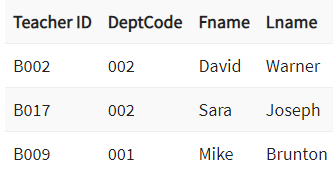 Teacher ID DeptCode Fname Lname
B002 002 David Warner
B017 002 Sara Joseph
B009 001 Mike Brunton